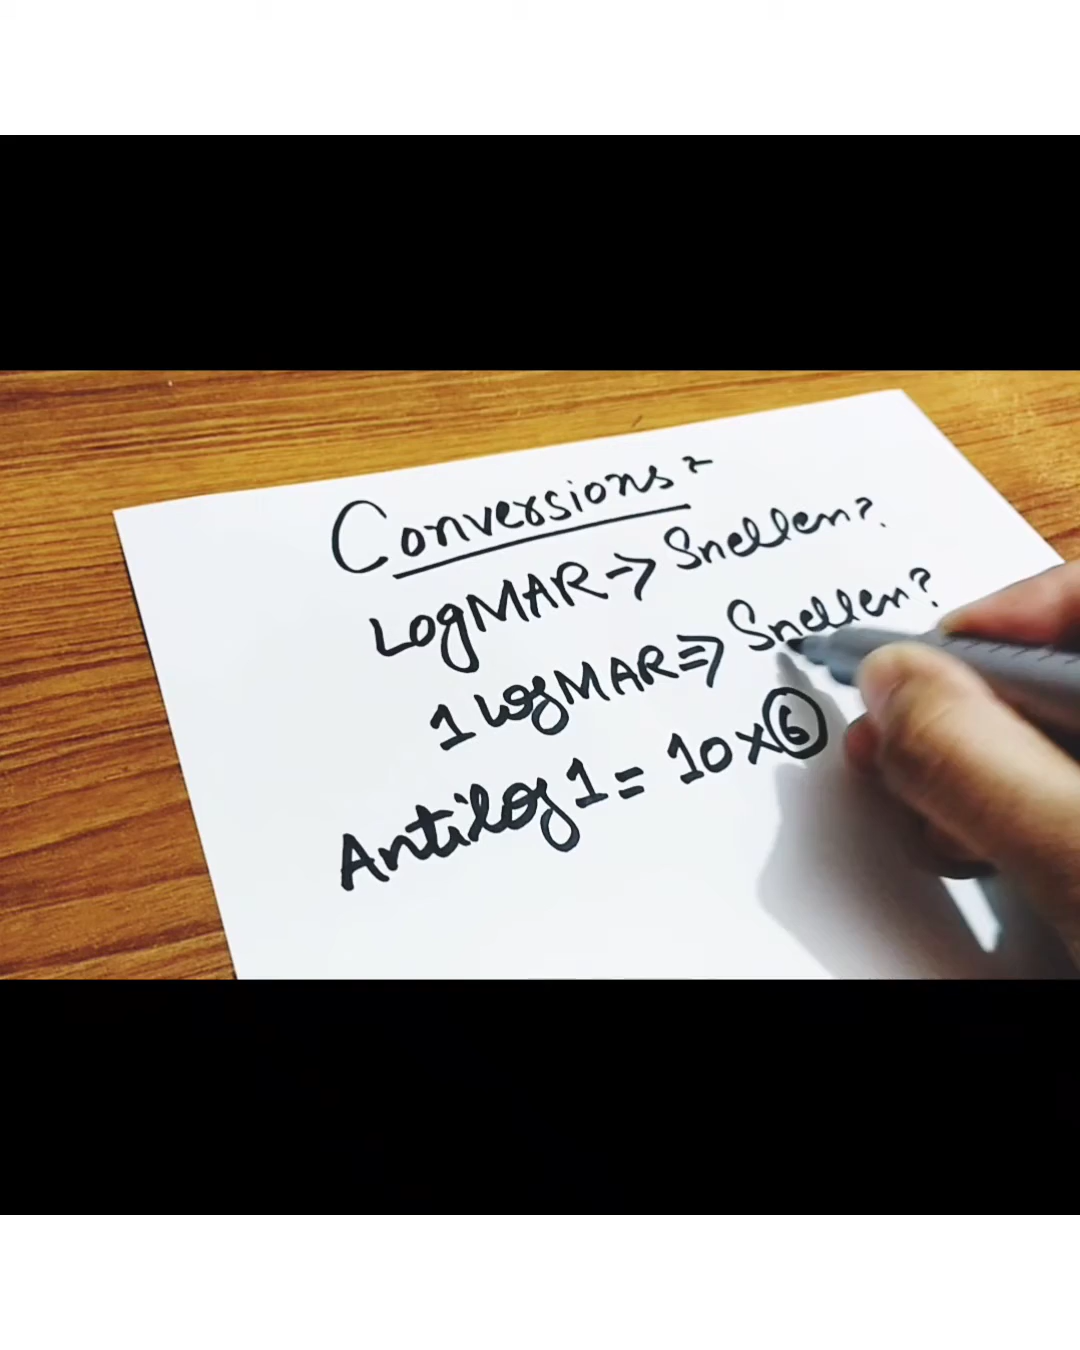 Conversions
LogMAR → Snellen?
1 LogMAR ⇒ Snellen?
Antilog 1 = 10 × 6